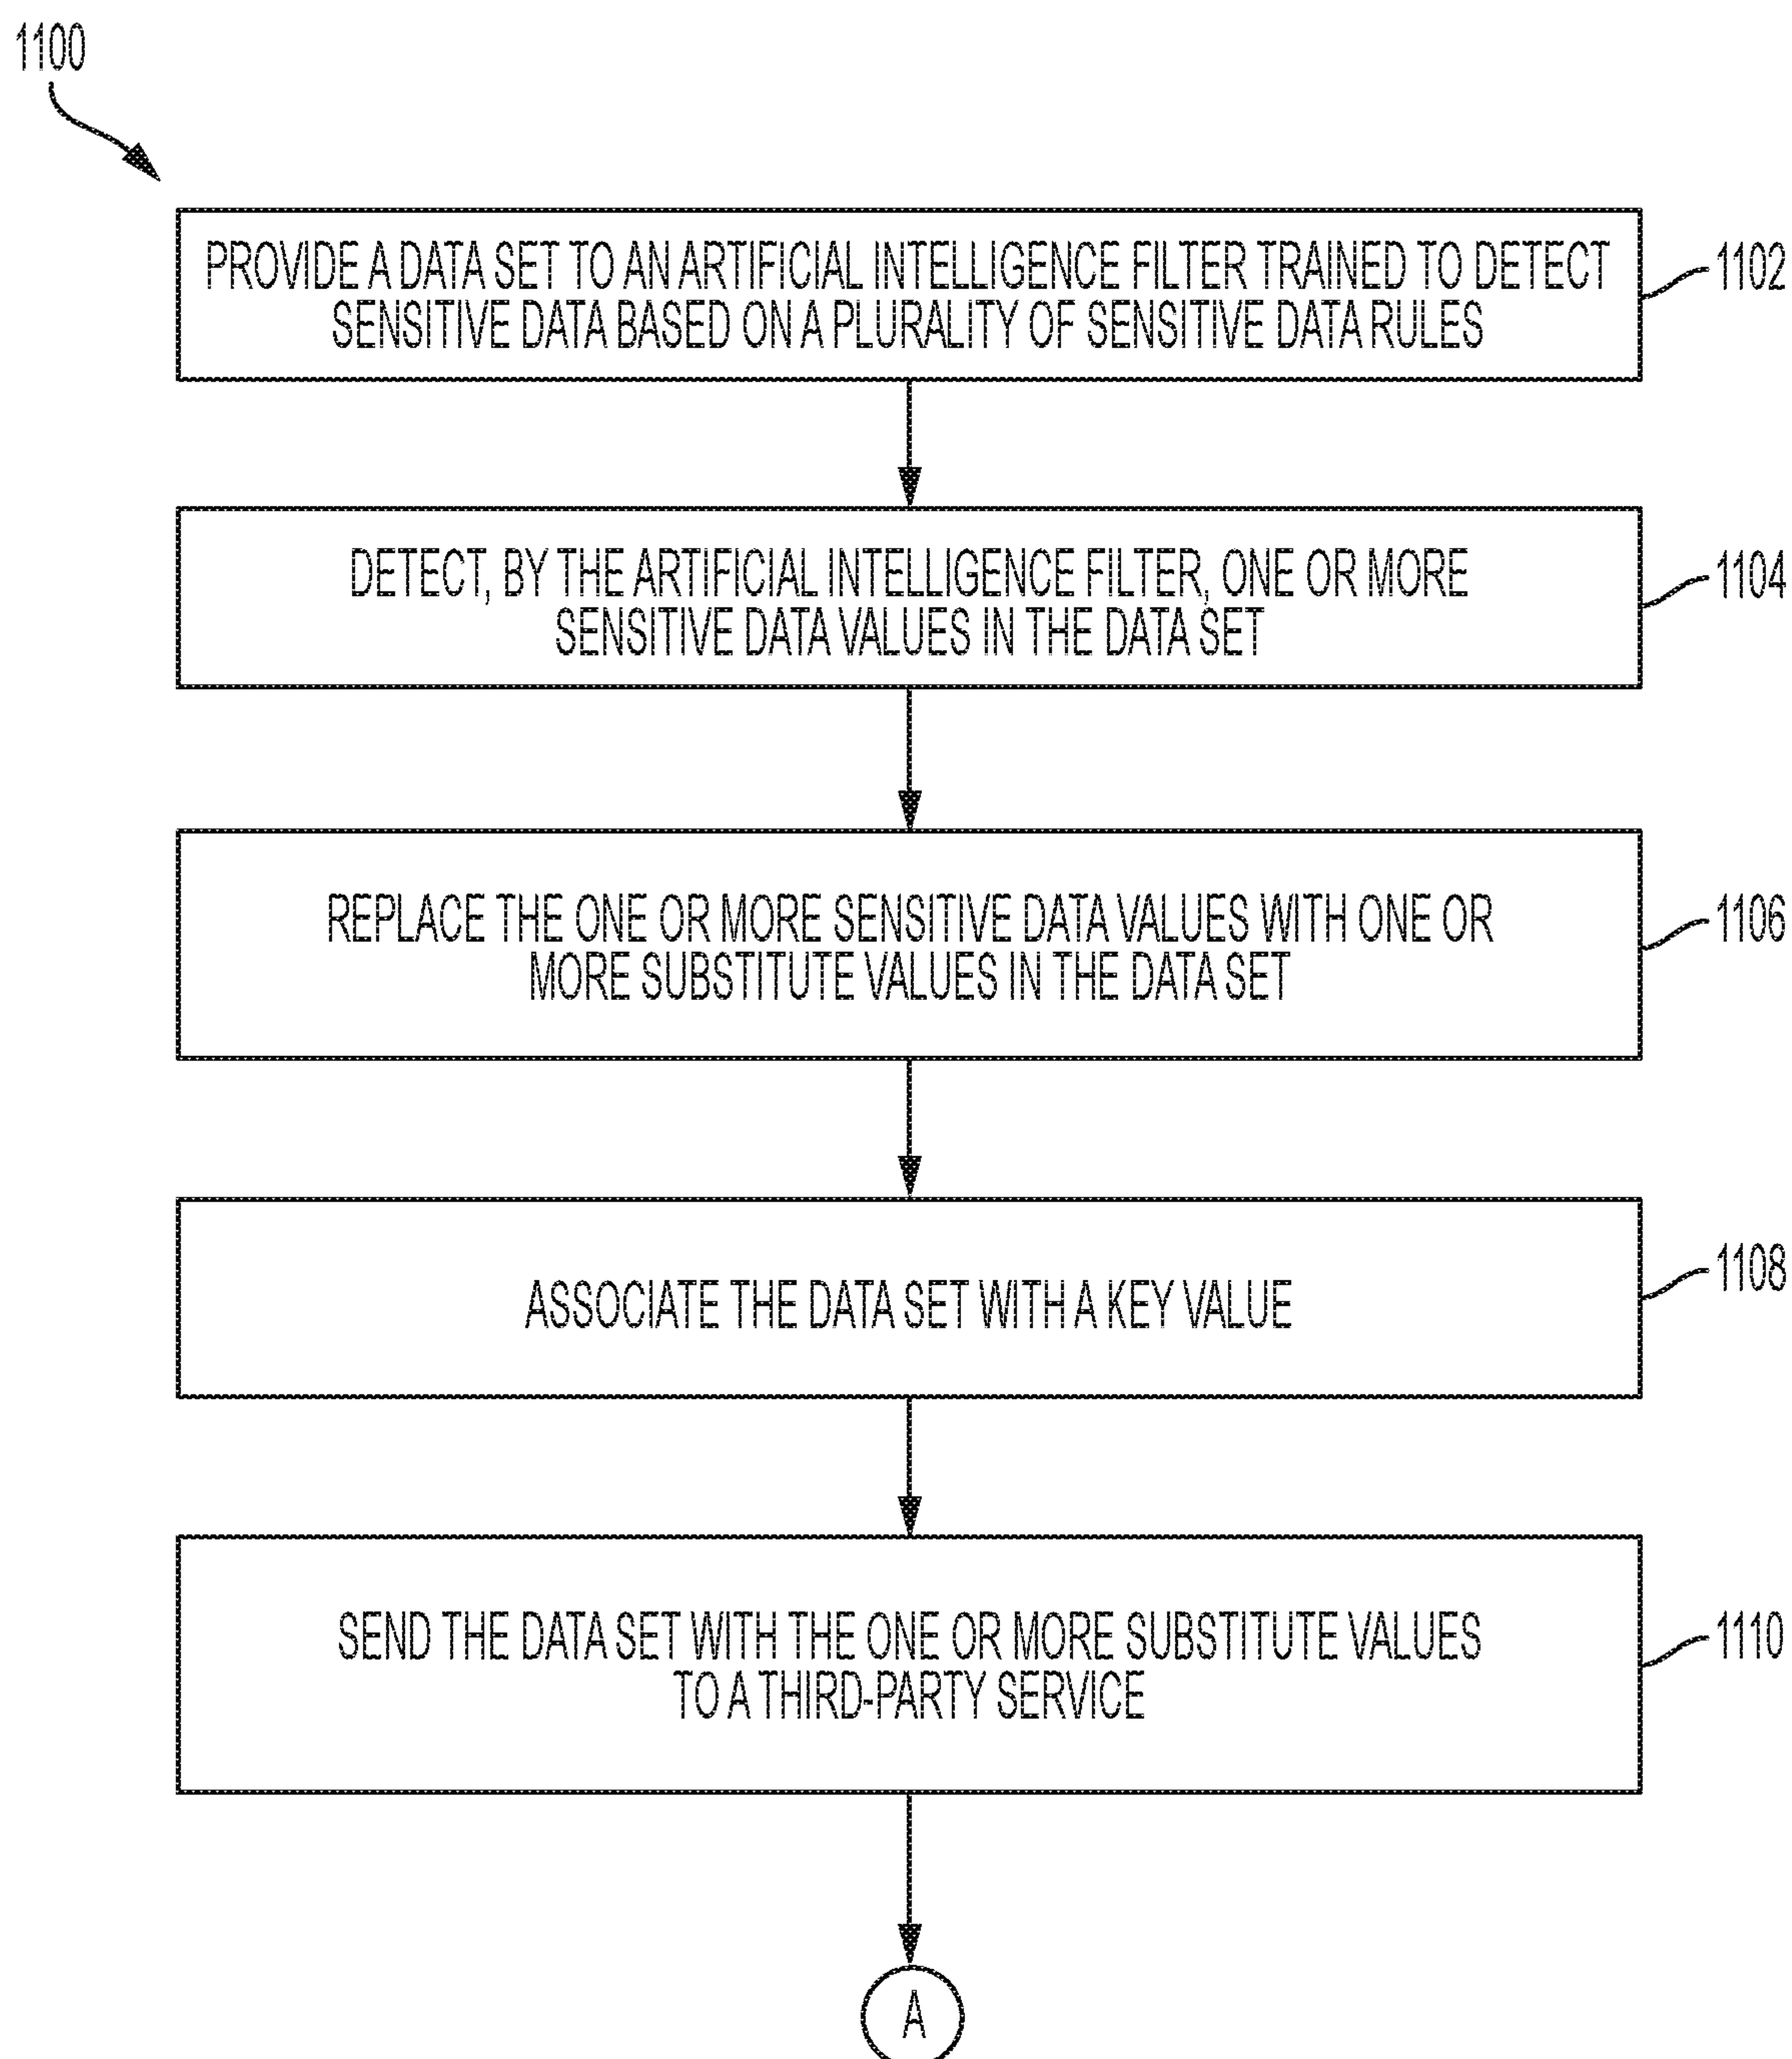 1100
PROVIDE A DATA SET TO AN ARTIFICIAL INTELLIGENCE FILTER TRAINED TO DETECT
SENSITIVE DATA BASED ON A PLURALITY OF SENSITIVE DATA RULES
1102
DETECT, BY THE ARTIFICIAL INTELLIGENCE FILTER, ONE OR MORE
SENSITIVE DATA VALUES IN THE DATA SET
1104
REPLACE THE ONE OR MORE SENSITIVE DATA VALUES WITH ONE OR
MORE SUBSTITUTE VALUES IN THE DATA SET
1106
ASSOCIATE THE DATA SET WITH A KEY VALUE
1108
SEND THE DATA SET WITH THE ONE OR MORE SUBSTITUTE VALUES
TO A THIRD-PARTY SERVICE
1110
A